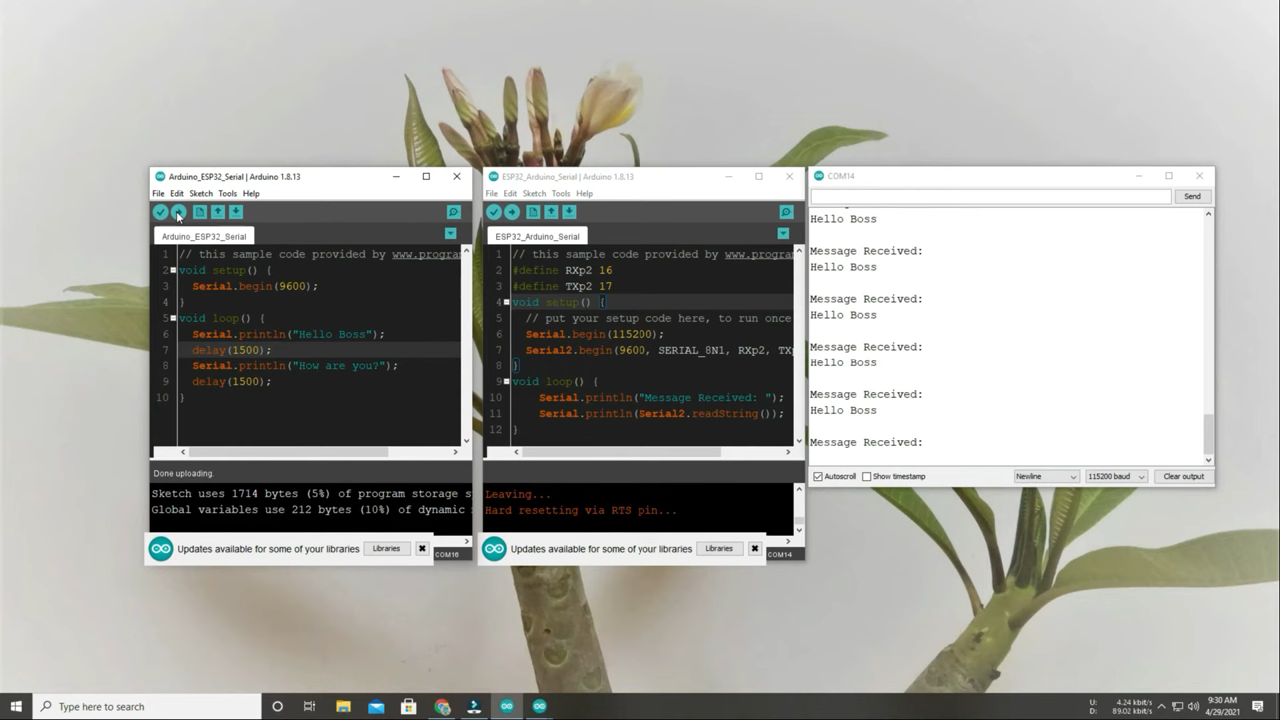 Arduino_ESP32_Serial | Arduino 1.8.13
File Edit Sketch Tools Help
Arduino_ESP32_Serial
1 // this sample code provided by www.progra
2 void setup() {
3 Serial.begin(9600);
4 }
5 void loop() {
6 Serial.println("Hello Boss");
7 delay(1500);
8 Serial.println("How are you?");
9 delay(1500);
10 }
Done uploading.
Sketch uses 1714 bytes (5%) of program storage s
Global variables use 212 bytes (10%) of dynamic
Updates available for some of your libraries
Libraries
COM16
ESP32_Arduino_Serial | Arduino 1.8.13
File Edit Sketch Tools Help
ESP32_Arduino_Serial
1 // this sample code provided by www.progra
2 #define RXp2 16
3 #define TXp2 17
4 void setup() {
5 // put your setup code here, to run once
6 Serial.begin(115200);
7 Serial2.begin(9600, SERIAL_8N1, RXp2, TXp
8 }
9 void loop() {
10 Serial.println("Message Received: ");
11 Serial.println(Serial2.readString());
12 }
Leaving...
Hard resetting via RTS pin...
Updates available for some of your libraries
Libraries
COM14
COM14
Send
Hello Boss
Message Received:
Hello Boss
Message Received:
Hello Boss
Message Received:
Hello Boss
Message Received:
Hello Boss
Message Received:
Autoscroll Show timestamp Newline 115200 baud Clear output
Type here to search
U: 4.24 kbit/s
D: 89.02 kbit/s
9:30 AM
4/29/2021